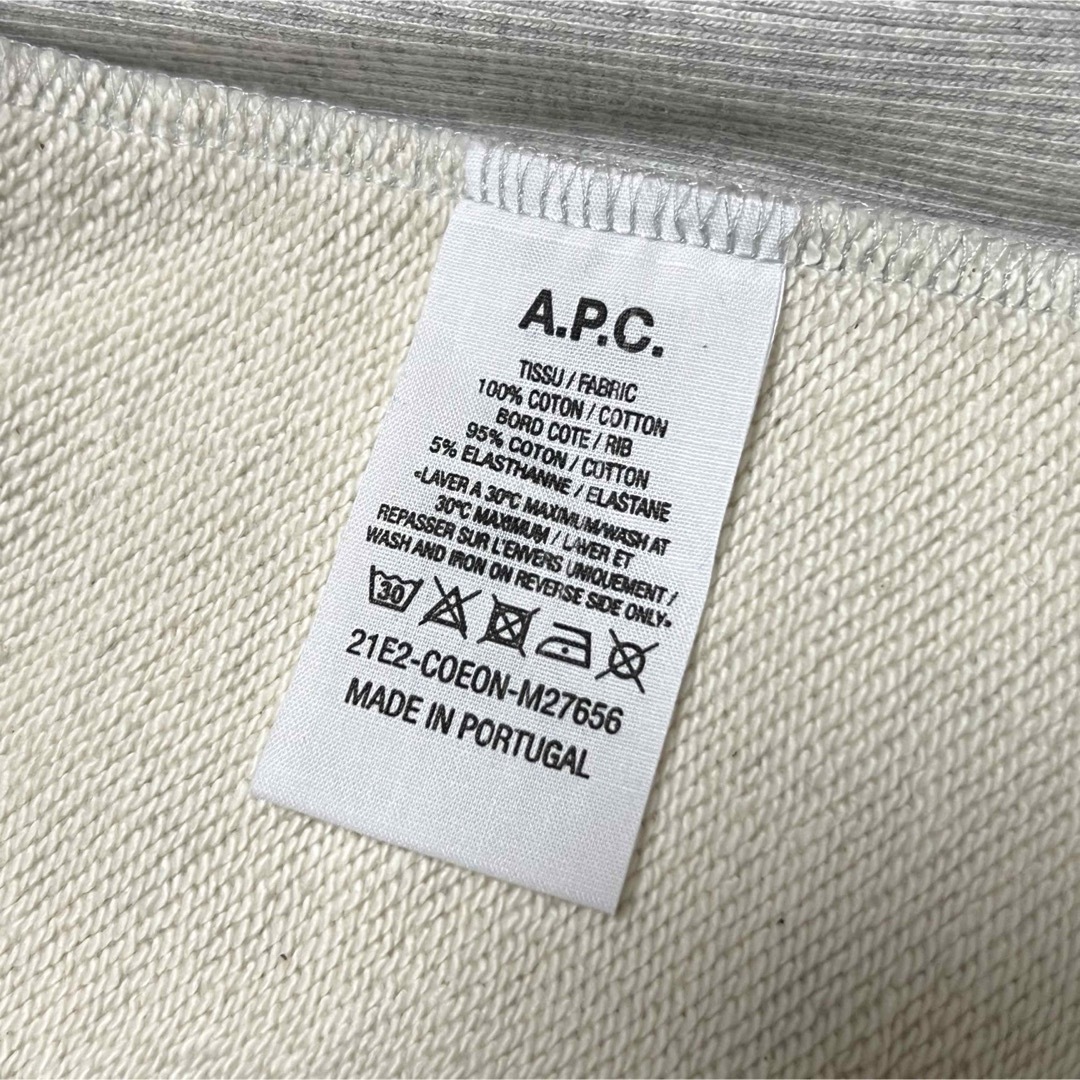 A.P.C.
TISSU / FABRIC
100% COTON / COTTON
BORD COTE / RIB
95% COTON / COTTON
5% ELASTHANNE / ELASTANE
<LAVER A 30°C MAXIMUM/WASH AT
30°C MAXIMUM / LAVER ET
REPASSER SUR L'ENVERS UNIQUEMENT /
WASH AND IRON ON REVERSE SIDE ONLY>
30
21E2-COEON-M27656
MADE IN PORTUGAL